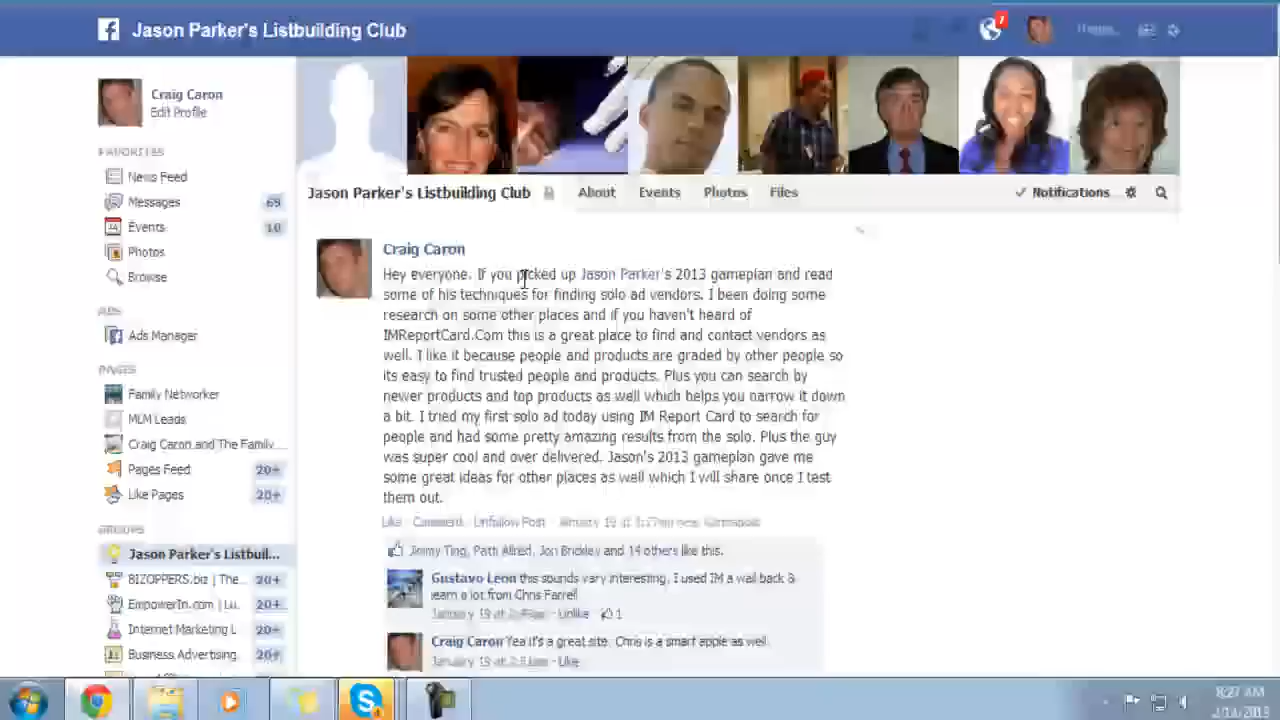 Jason Parker's Listbuilding Club
7
Craig Caron
Edit Profile
FAVORITES
News Feed
Messages 69
Events 10
Photos
Browse
ADS
Ads Manager
PAGES
Family Networker
MLM Leads
Craig Caron and The Family ...
Pages Feed 20+
Like Pages 20+
GROUPS
Jason Parker's Listbuil...
BIZOPPERS.biz | The... 20+
EmpowerIn.com | Lu... 20+
Internet Marketing L 20+
Business Advertising 20+
Jason Parker's Listbuilding Club About Events Photos Files Notifications
Craig Caron
Hey everyone. If you picked up Jason Parker's 2013 gameplan and read
some of his techniques for finding solo ad vendors. I been doing some
research on some other places and if you haven't heard of
IMReportCard.Com this is a great place to find and contact vendors as
well. I like it because people and products are graded by other people so
its easy to find trusted people and products. Plus you can search by
newer products and top products as well which helps you narrow it down
a bit. I tried my first solo ad today using IM Report Card to search for
people and had some pretty amazing results from the solo. Plus the guy
was super cool and over delivered. Jason's 2013 gameplan gave me
some great ideas for other places as well which I will share once I test
them out.
Like · Comment · Unfollow Post · January 19 at
Jimmy Ting, Path Allred, Jon Brickley and 14 others like this.
Gustavo Leon this sounds vary interesting, I used IM a wail back &
learn a lot from Chris Farrell
January 19 at · Unlike 1
Craig Caron Yea it's a great site. Chris is a smart apple as well
January 19 at · Like
8:27 AM